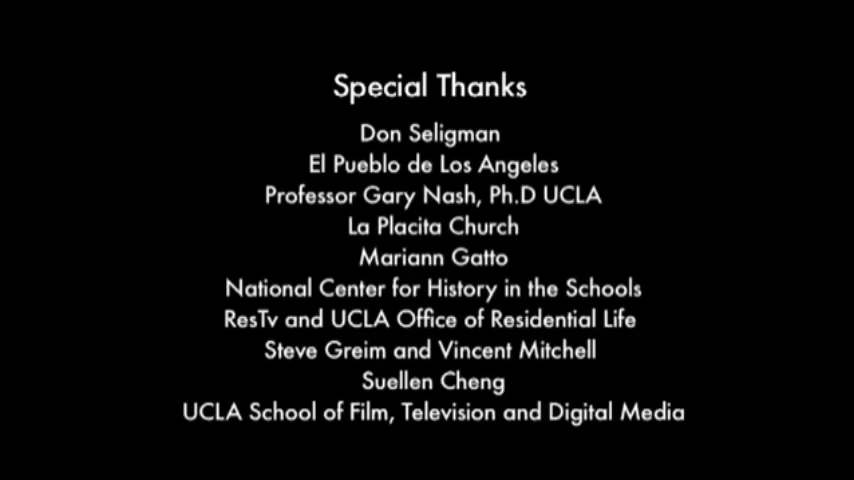 Special Thanks
Don Seligman
El Pueblo de Los Angeles
Professor Gary Nash, Ph.D UCLA
La Placita Church
Mariann Gatto
National Center for History in the Schools
ResTv and UCLA Office of Residential Life
Steve Greim and Vincent Mitchell
Suellen Cheng
UCLA School of Film, Television and Digital Media